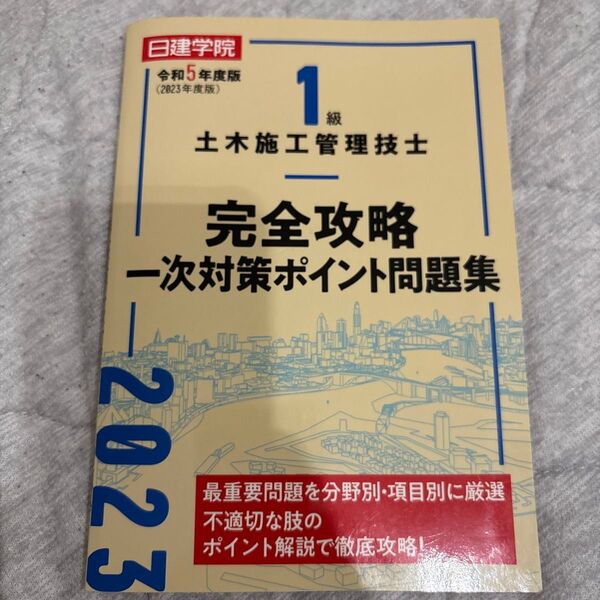 日建学院
令和5年度版
(2023年度版)
1級
土木施工管理技士
完全攻略
一次対策ポイント問題集
2023
最重要問題を分野別・項目別に厳選
不適切な肢の
ポイント解説で徹底攻略!